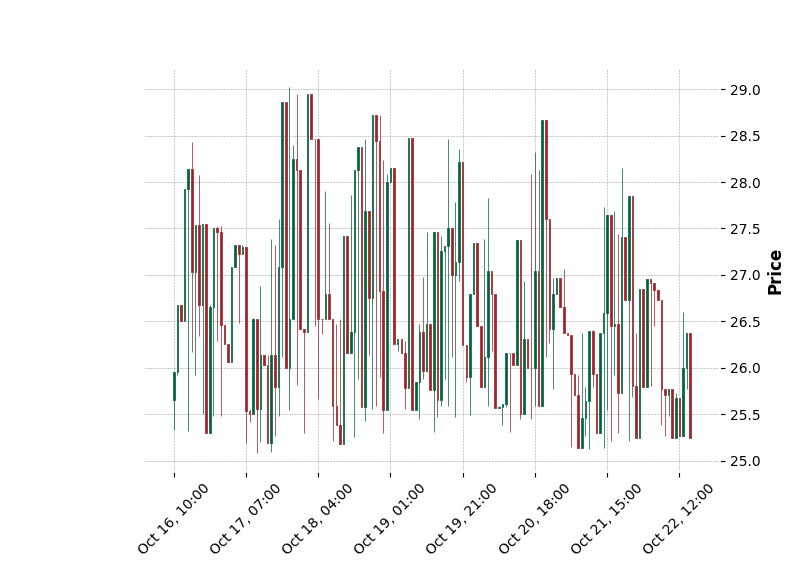 29.0
28.5
28.0
27.5
27.0
26.5
26.0
25.5
25.0
Price
Oct 16, 10:00
Oct 17, 07:00
Oct 18, 04:00
Oct 19, 01:00
Oct 19, 21:00
Oct 20, 18:00
Oct 21, 15:00
Oct 22, 12:00